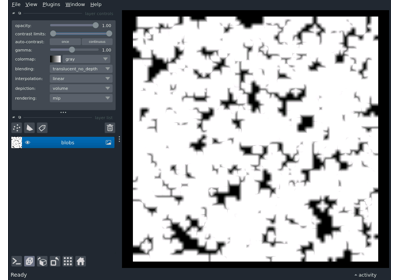 File View Plugins Window Help
opacity: 1.00
contrast limits:
auto-contrast: once continuous
gamma: 1.00
colormap: gray
blending: translucent_no_depth
interpolation: linear
depiction: volume
rendering: mip
blobs
Ready
activity